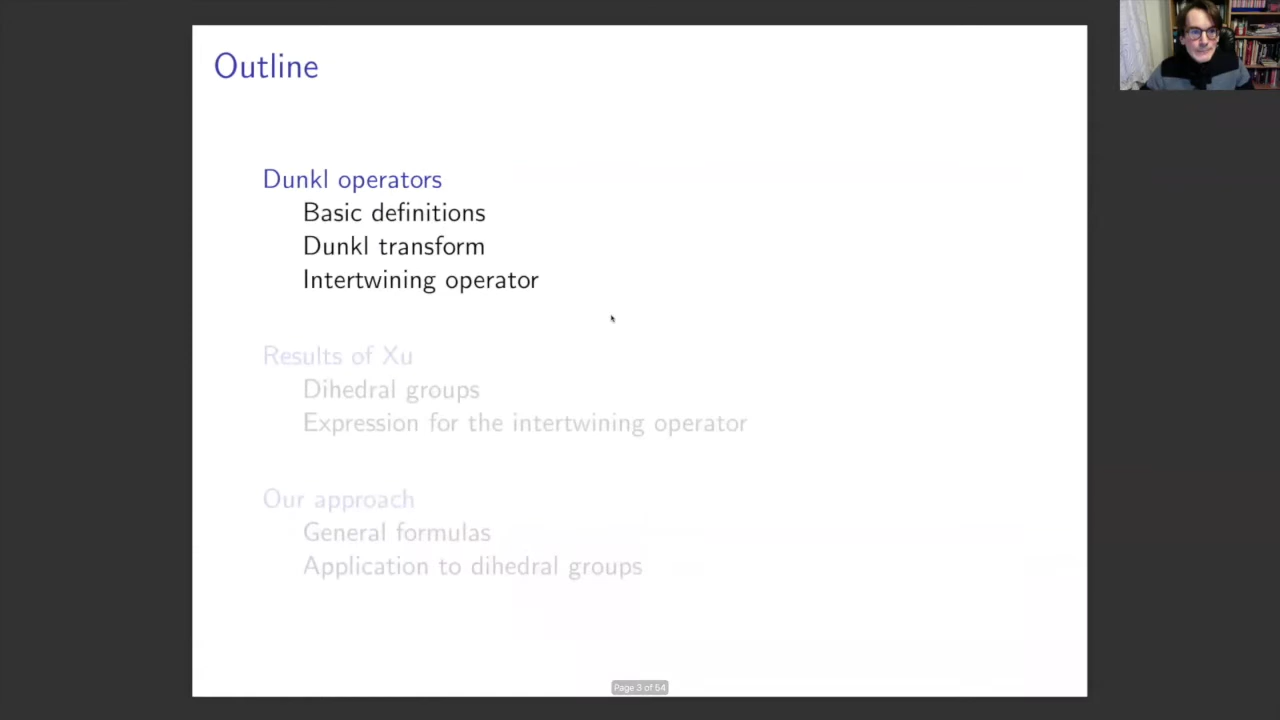 Outline
Dunkl operators
Basic definitions
Dunkl transform
Intertwining operator
Results of Xu
Dihedral groups
Expression for the intertwining operator
Our approach
General formulas
Application to dihedral groups
Page 3 of 64